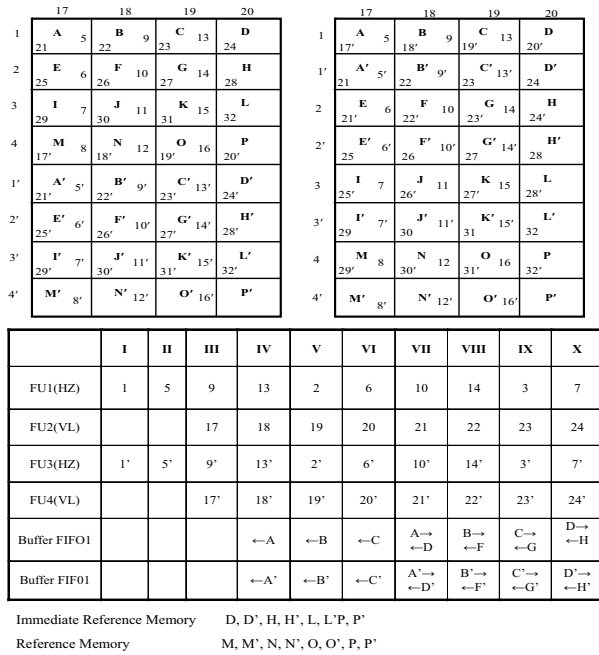 17 18 19 20
1 A 5 B 9 C 13 D
21 22 23 24
2 E 6 F 10 G 14 H
25 26 27 28
3 I 7 J 11 K 15 L
29 30 31 32
4 M 8 N 12 O 16 P
17′ 18′ 19′ 20′
1′ A′ 5′ B′ 9′ C′ 13′ D′
21′ 22′ 23′ 24′
2′ E′ 6′ F′ 10′ G′ 14′ H′
25′ 26′ 27′ 28′
3′ I′ 7′ J′ 11′ K′ 15′ L′
29′ 30′ 31′ 32′
4′ M′ 8′ N′ 12′ O′ 16′ P′
17 18 19 20
1 A 5 B 9 C 13 D
17′ 18′ 19′ 20′
1′ A′ 5′ B′ 9′ C′ 13′ D′
21 22 23 24
2 E 6 F 10 G 14 H
21′ 22′ 23′ 24′
2′ E′ 6′ F′ 10′ G′ 14′ H′
25 26 27 28
3 I 7 J 11 K 15 L
25′ 26′ 27′ 28′
3′ I′ 7′ J′ 11′ K′ 15′ L′
29 30 31 32
4 M 8 N 12 O 16 P
29′ 30′ 31′ 32′
4′ M′ 8′ N′ 12′ O′ 16′ P′
I II III IV V VI VII VIII IX X
FU1(HZ) 1 5 9 13 2 6 10 14 3 7
FU2(VL) 17 18 19 20 21 22 23 24
FU3(HZ) 1’ 5’ 9’ 13’ 2’ 6’ 10’ 14’ 3’ 7’
FU4(VL) 17’ 18’ 19’ 20’ 21’ 22’ 23’ 24’
Buffer FIFO1 ←A ←B ←C A→ B→ C→ D→
←D ←F ←G ←H
Buffer FIF01 ←A’ ←B’ ←C’ A’→ B’→ C’→ D’→
←D’ ←F’ ←G’ ←H’
Immediate Reference Memory D, D’, H, H’, L, L’P, P’
Reference Memory M, M’, N, N’, O, O’, P, P’